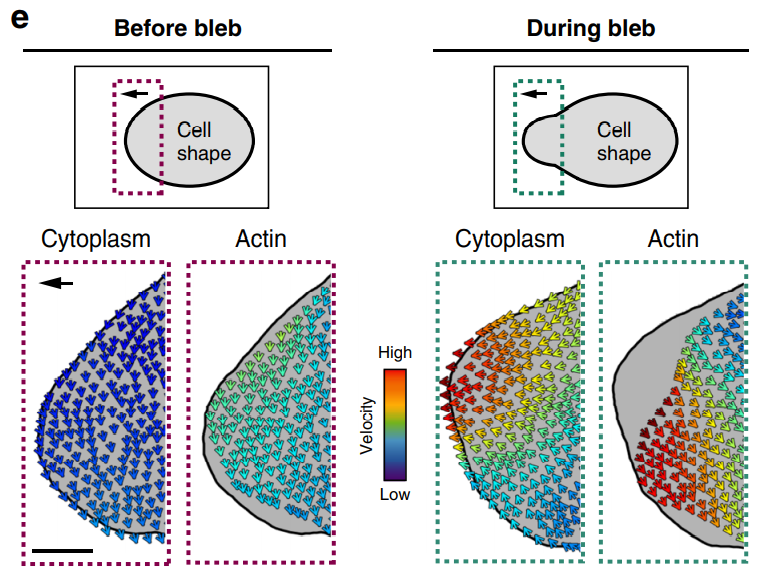 e
Before bleb
During bleb
Cell
shape
Cell
shape
Cytoplasm
Actin
Cytoplasm
Actin
High
Velocity
Low